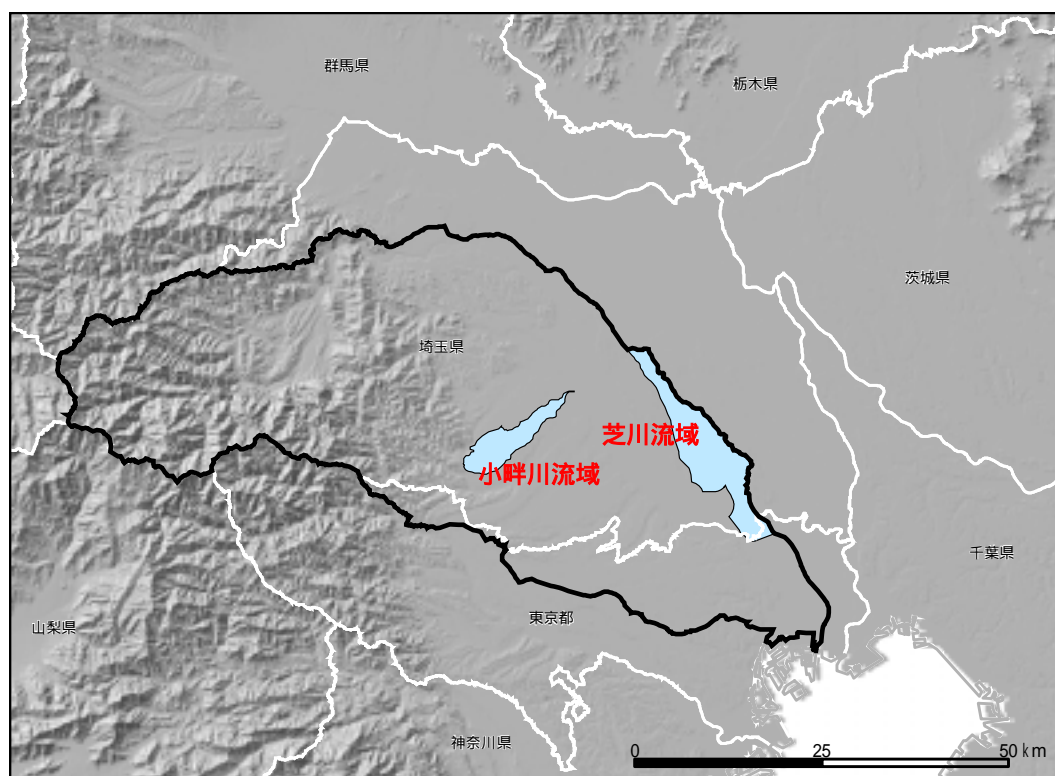 群馬県
栃木県
茨城県
埼玉県
芝川流域
小畔川流域
千葉県
東京都
山梨県
神奈川県
0 25 50 km